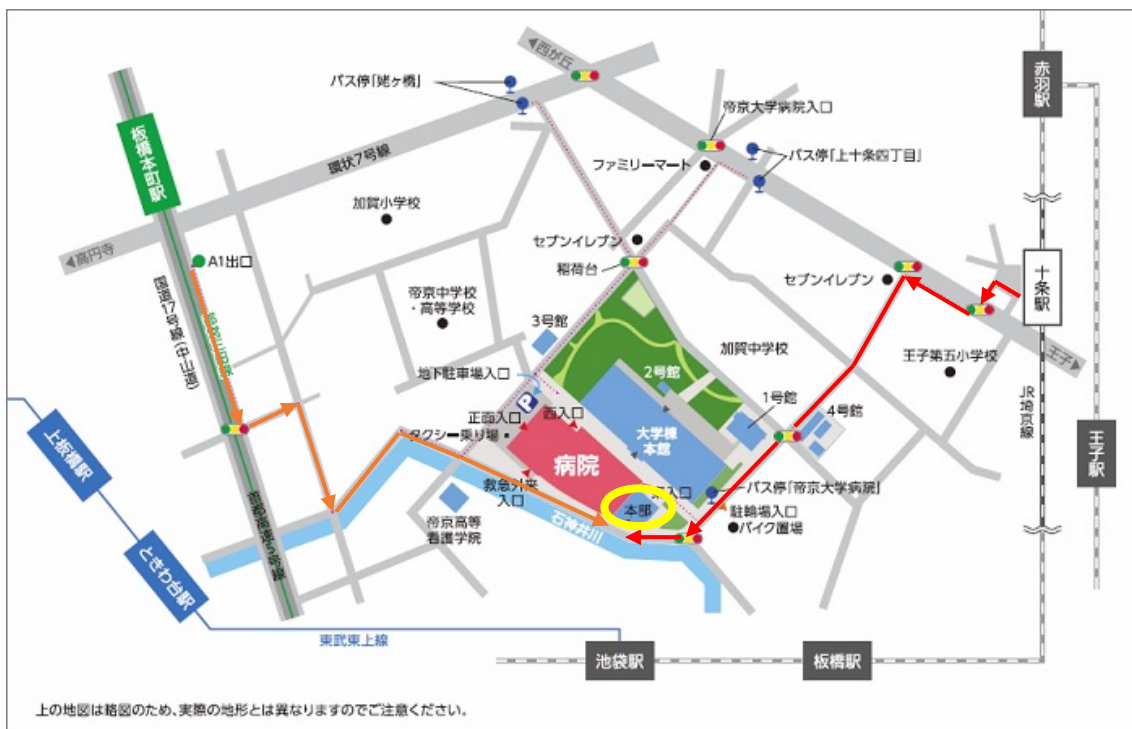 ◀西が丘
赤羽駅
バス停「姥ヶ橋」
帝京大学病院入口
板橋本町駅
環状7号線
ファミリーマート
バス停「上十条四丁目」
加賀小学校
◀高円寺
A1出口
セブンイレブン
稲荷台
セブンイレブン
十条駅
国道17号線(中山道)
帝京中学校
・高等学校
3号館
加賀中学校
王子第五小学校
王子▶
地下駐車場入口
2号館
JR埼京線
P
西入口
1号館
4号館
正面入口
タクシー乗り場
大学棟
本館
上板橋駅
病院
王子駅
救急外来
入口
バス停「帝京大学病院」
本部
駐輪場入口
バイク置場
石神井川
帝京高等
看護学院
ときわ台駅
東武東上線
池袋駅
板橋駅
上の地図は略図のため、実際の地形とは異なりますのでご注意ください。